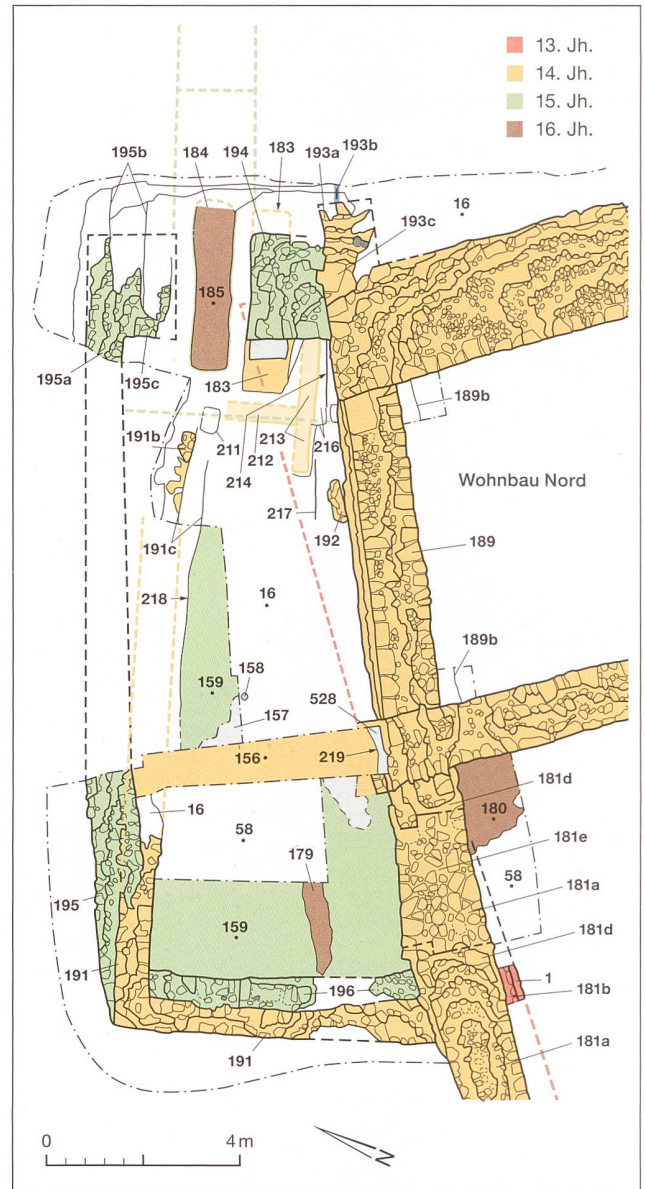 13. Jh.
14. Jh.
15. Jh.
16. Jh.
195b
184
194
183
193a
193b
16
193c
185
195a
195c
183
189b
191b
211
212
213
216
214
Wohnbau Nord
217
192
189
191c
218
16
189b
159
158
157
528
156
219
181d
16
58
180
181e
179
58
181a
195
159
181d
191
196
1
181b
191
181a
0
4 m
N